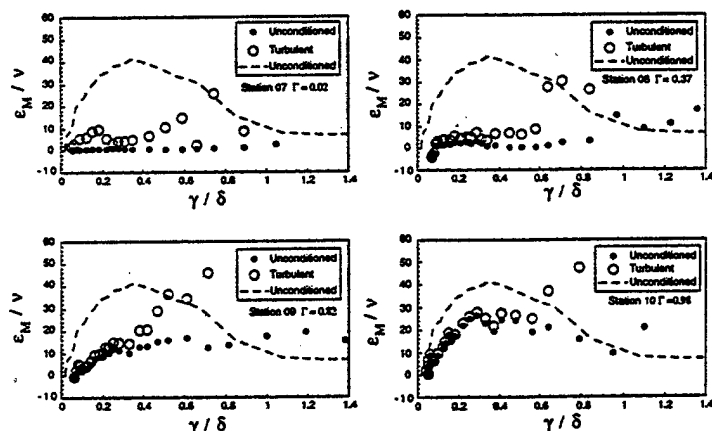 60
50
40
30
20
10
0
-10
ε_M / ν
0 0.2 0.4 0.6 0.8 1 1.2 1.4
γ / δ
Unconditioned
Turbulent
Unconditioned
Station 07 Γ = 0.02
60
50
40
30
20
10
0
-10
ε_M / ν
0 0.2 0.4 0.6 0.8 1 1.2 1.4
γ / δ
Unconditioned
Turbulent
Unconditioned
Station 08 Γ = 0.37
60
50
40
30
20
10
0
-10
ε_M / ν
0 0.2 0.4 0.6 0.8 1 1.2 1.4
γ / δ
Unconditioned
Turbulent
Unconditioned
Station 09 Γ = 0.82
60
50
40
30
20
10
0
-10
ε_M / ν
0 0.2 0.4 0.6 0.8 1 1.2 1.4
γ / δ
Unconditioned
Turbulent
Unconditioned
Station 10 Γ = 0.96